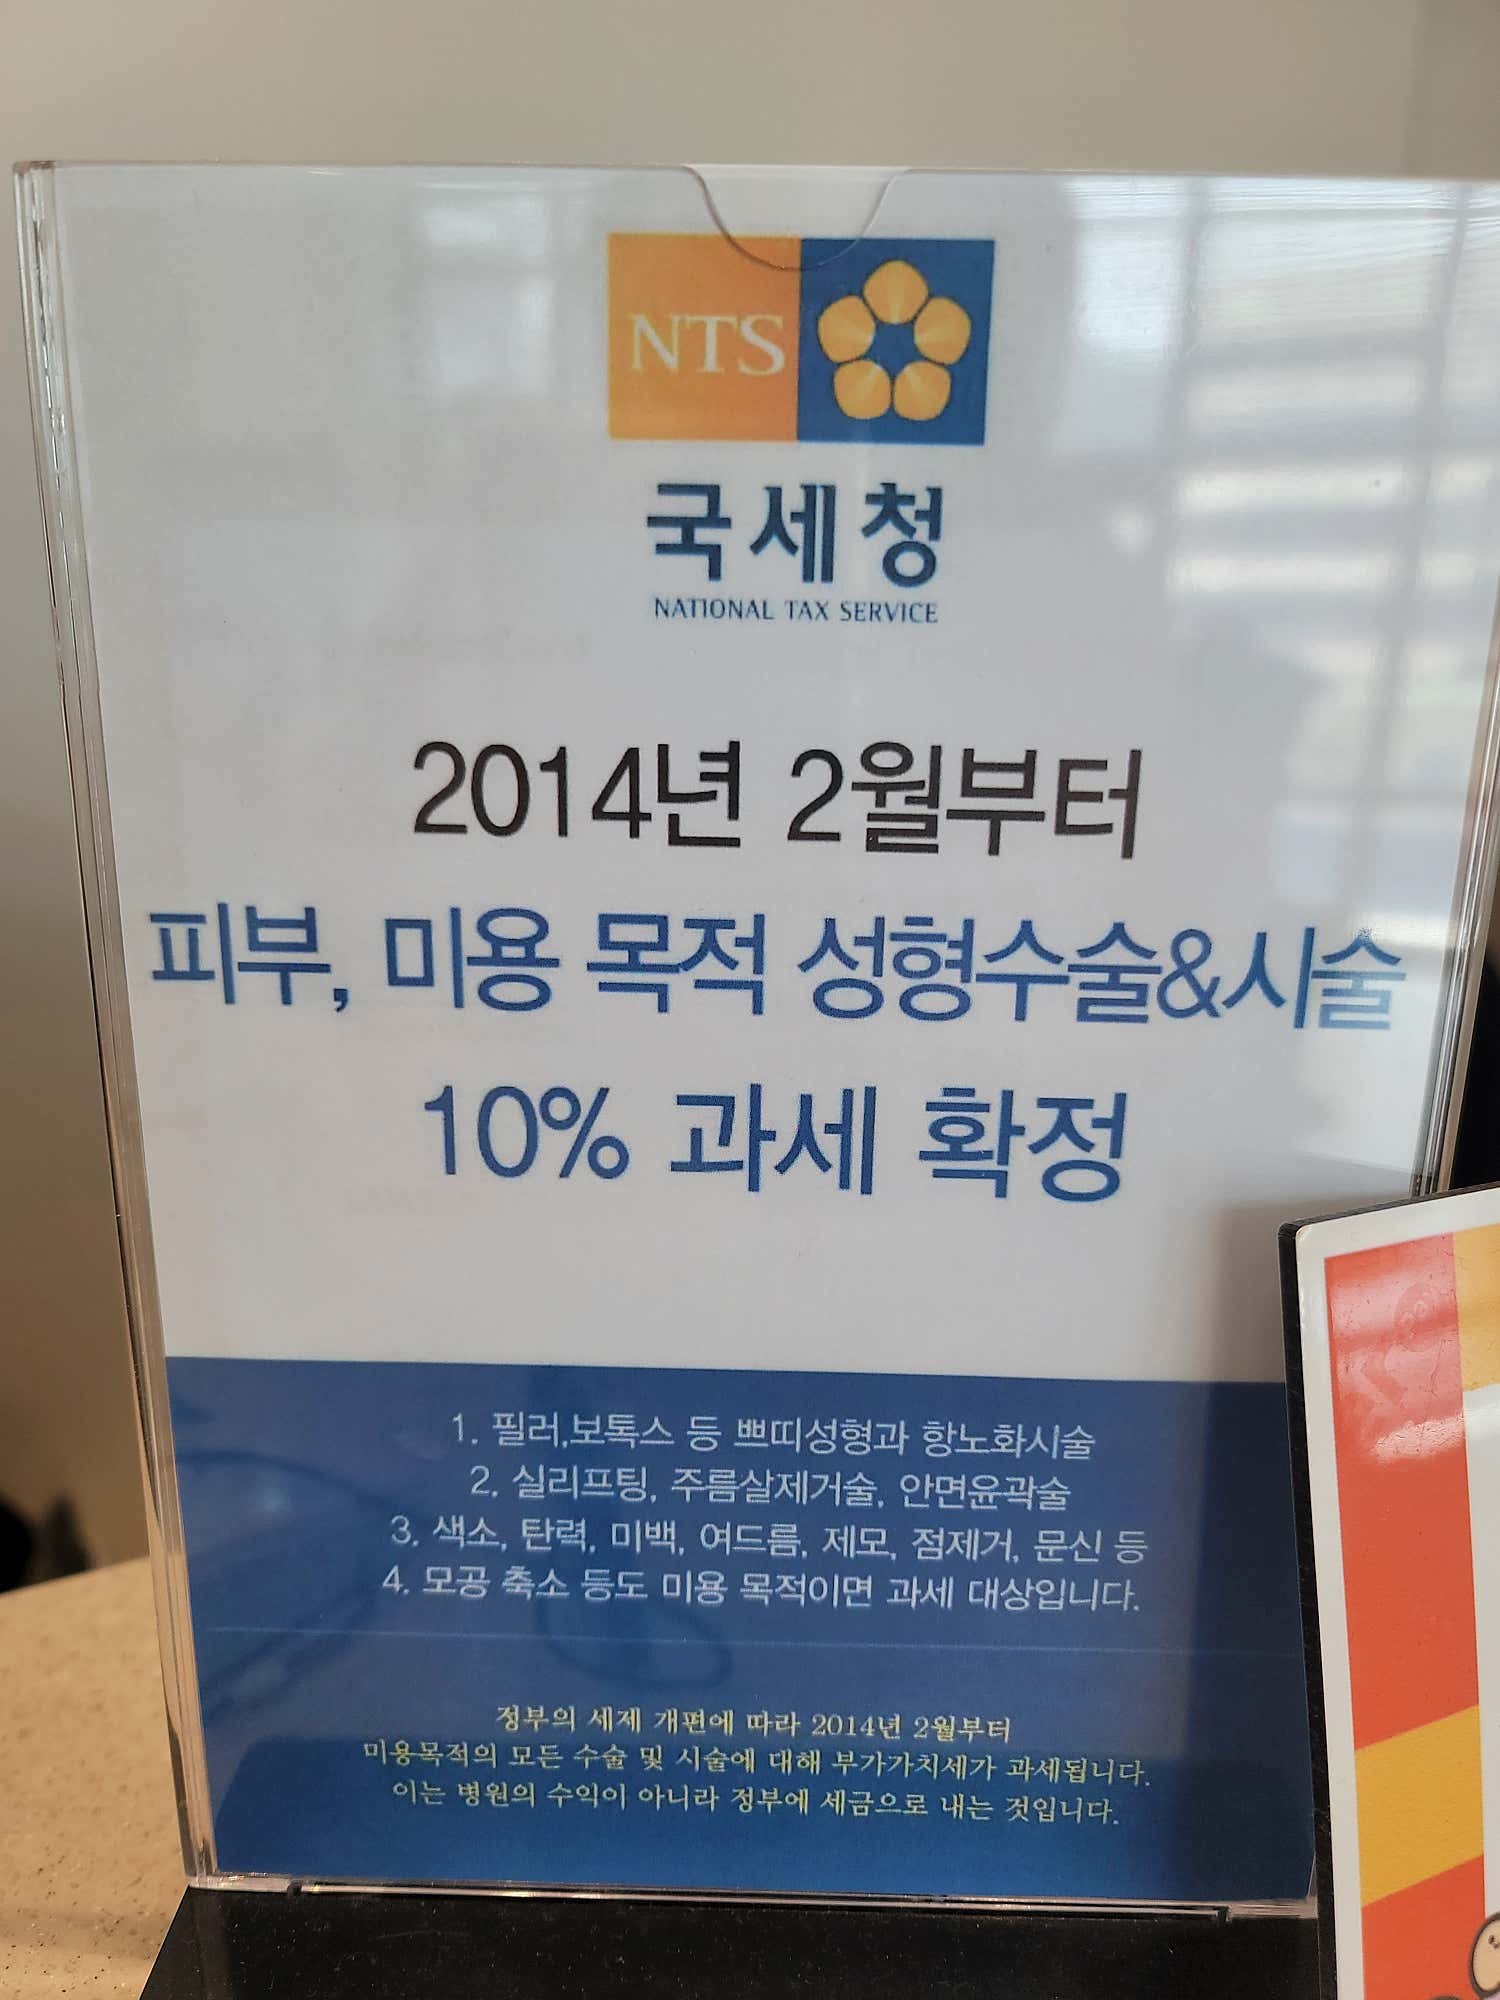 NTS
국세청
NATIONAL TAX SERVICE
2014년 2월부터
피부, 미용 목적 성형수술&시술
10% 과세 확정
1. 필러,보톡스 등 쁘띠성형과 항노화시술
2. 실리프팅, 주름살제거술, 안면윤곽술
3. 색소, 탄력, 미백, 여드름, 제모, 점제거, 문신 등
4. 모공 축소 등도 미용 목적이면 과세 대상입니다.
정부의 세제 개편에 따라 2014년 2월부터
미용목적의 모든 수술 및 시술에 대해 부가가치세가 과세됩니다.
이는 병원의 수익이 아니라 정부에 세금으로 내는 것입니다.